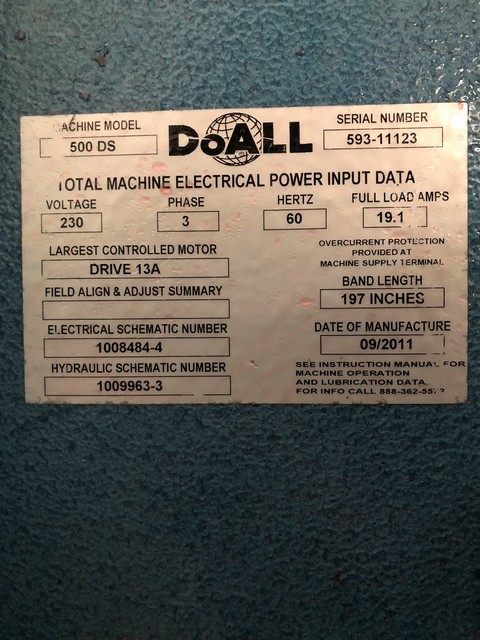 MACHINE MODEL
500 DS
DoALL
SERIAL NUMBER
593-11123
TOTAL MACHINE ELECTRICAL POWER INPUT DATA
VOLTAGE
230
PHASE
3
HERTZ
60
FULL LOAD AMPS
19.1
LARGEST CONTROLLED MOTOR
DRIVE 13A
OVERCURRENT PROTECTION
PROVIDED AT
MACHINE SUPPLY TERMINAL
FIELD ALIGN & ADJUST SUMMARY
BAND LENGTH
197 INCHES
ELECTRICAL SCHEMATIC NUMBER
1008484-4
DATE OF MANUFACTURE
09/2011
HYDRAULIC SCHEMATIC NUMBER
1009963-3
SEE INSTRUCTION MANUAL FOR
MACHINE OPERATION
AND LUBRICATION DATA.
FOR INFO CALL